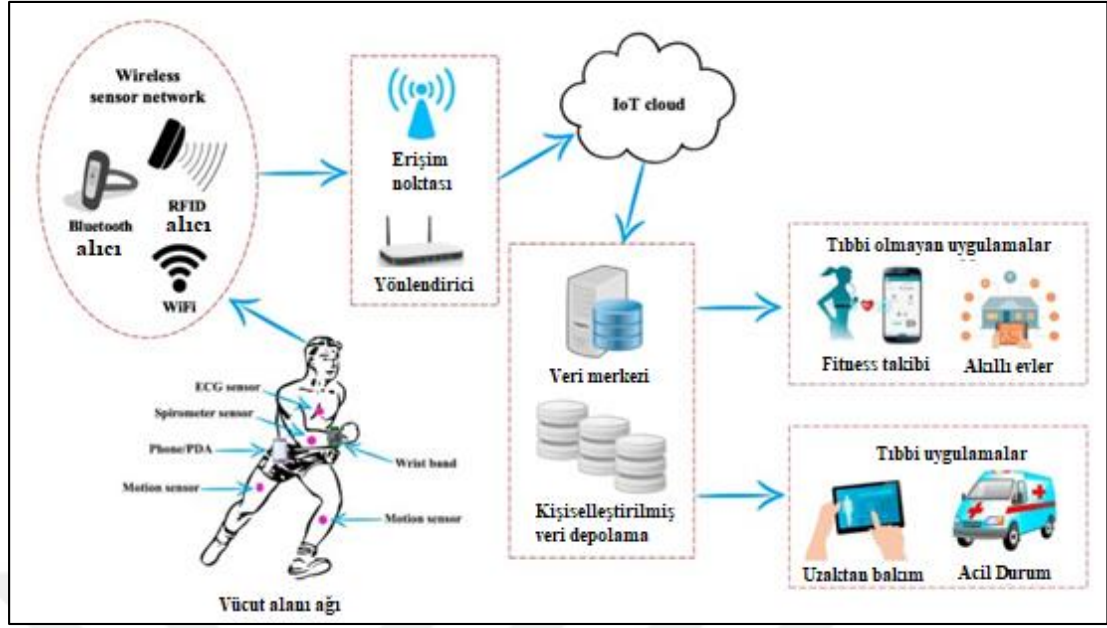 Wireless
sensor network
RFID
alıcı
Bluetooth
alıcı
WiFi
Erişim
noktası
Yönlendirici
IoT cloud
Veri merkezi
Kişiselleştirilmiş
veri depolama
Tıbbi olmayan uygulamalar
Fitness takibi
Akıllı evler
Tıbbi uygulamalar
Uzaktan bakım
Acil Durum
ECG sensor
Spirometer sensor
Phone/PDA
Wrist band
Motion sensor
Motion sensor
Vücut alanı ağı